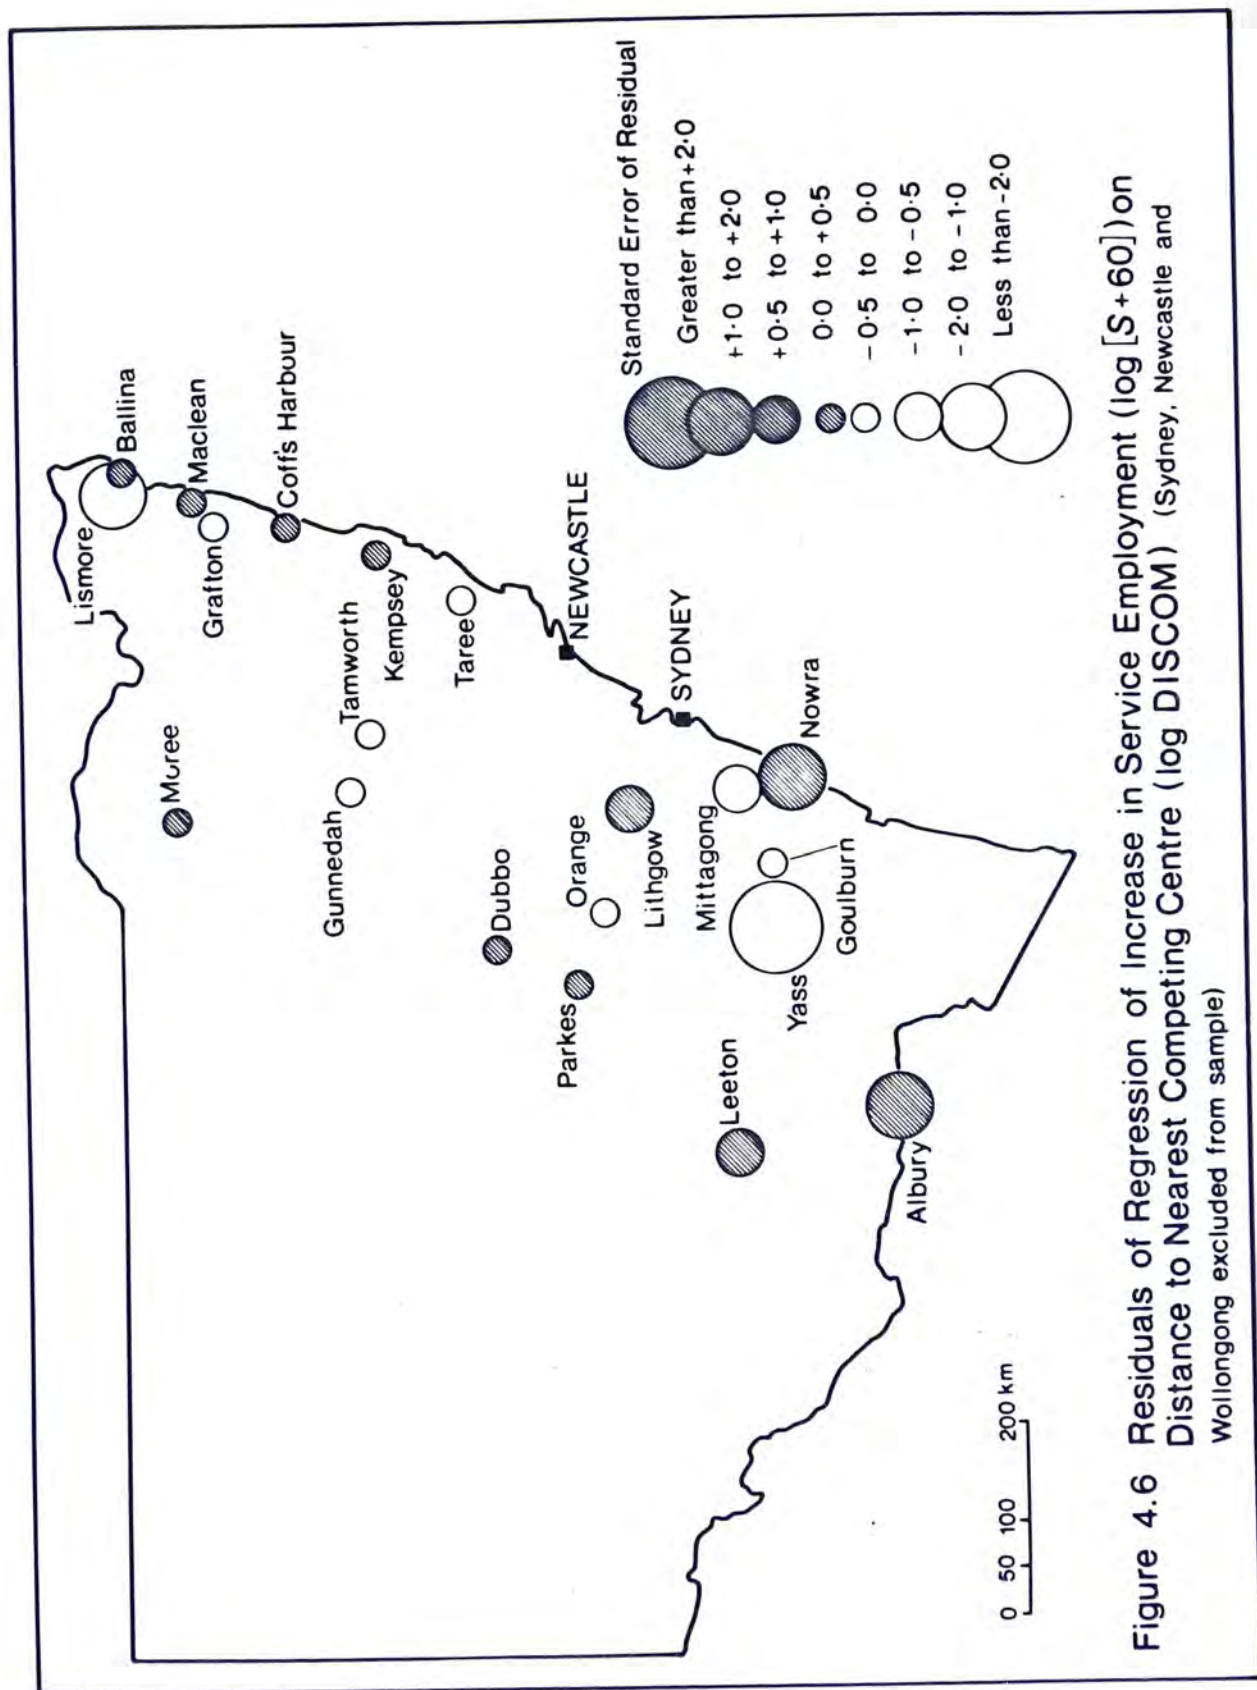 Lismore
Ballina
Maclean
Grafton
Coff's Harbour
Moree
Tamworth
Kempsey
Gunnedah
Taree
NEWCASTLE
Dubbo
Orange
Parkes
Lithgow
SYDNEY
Mittagong
Nowra
Leeton
Yass
Goulburn
Albury
Standard Error of Residual
Greater than +2·0
+1·0 to +2·0
+0·5 to +1·0
0·0 to +0·5
-0·5 to 0·0
-1·0 to -0·5
-2·0 to -1·0
Less than -2·0
0 50 100 200 km
Figure 4.6 Residuals of Regression of Increase in Service Employment (log [S+60]) on
Distance to Nearest Competing Centre (log DISCOM) (Sydney, Newcastle and
Wollongong excluded from sample)